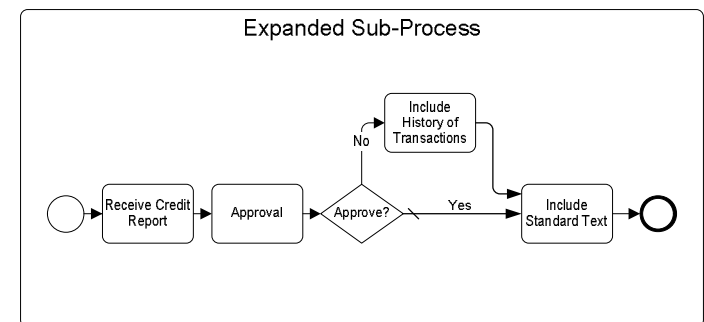 Expanded Sub-Process
Include
History of
Transactions
No
Receive Credit
Report
Approval
Approve?
Yes
Include
Standard Text